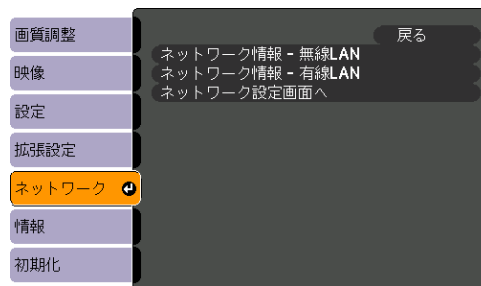 画質調整
映像
設定
拡張設定
ネットワーク
情報
初期化
戻る
ネットワーク情報 - 無線LAN
ネットワーク情報 - 有線LAN
ネットワーク設定画面へ